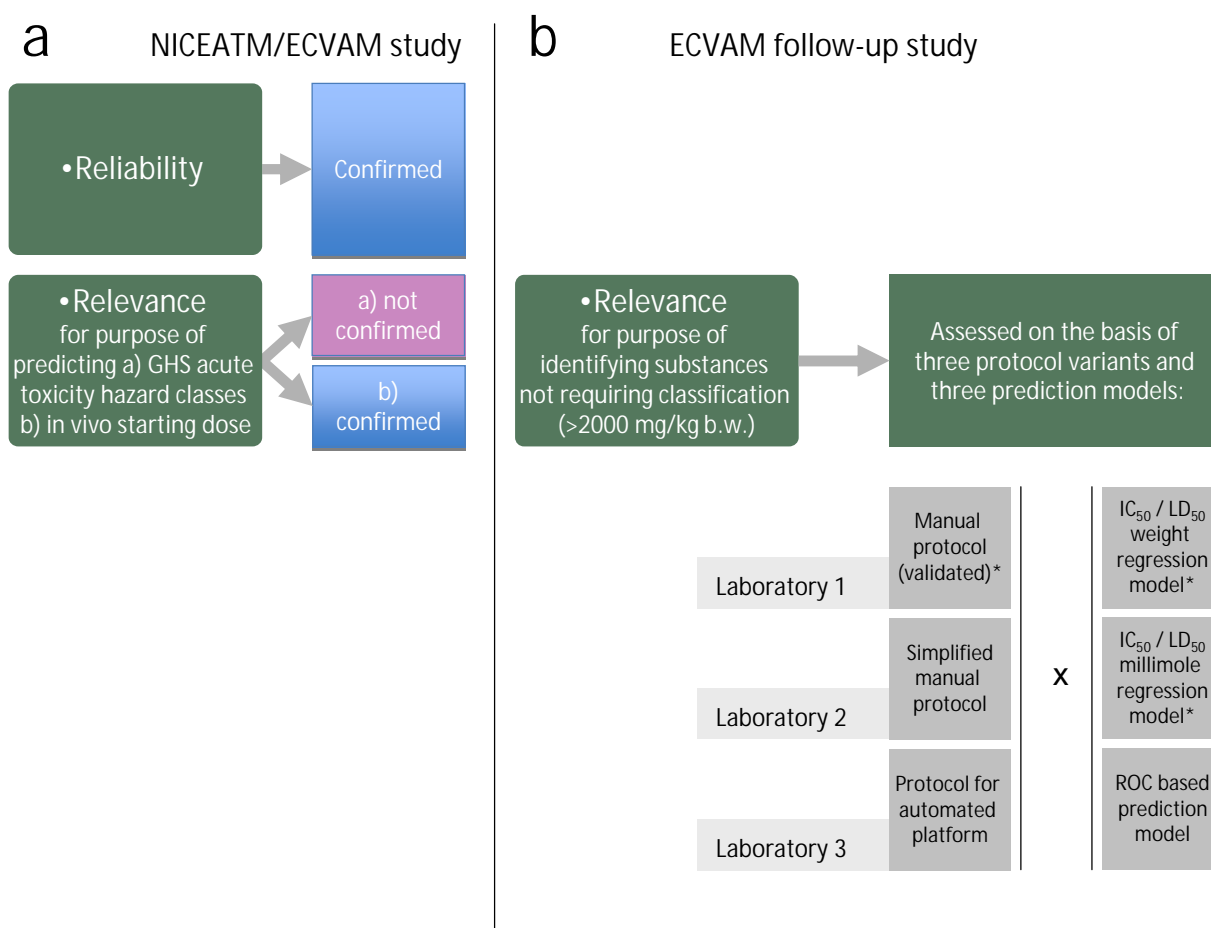 a
NICEATM/ECVAM study
•Reliability
Confirmed
•Relevance
for purpose of
predicting a) GHS acute
toxicity hazard classes
b) in vivo starting dose
a) not
confirmed
b)
confirmed
b
ECVAM follow-up study
•Relevance
for purpose of
identifying substances
not requiring classification
(>2000 mg/kg b.w.)
Assessed on the basis of
three protocol variants and
three prediction models:
Laboratory 1
Manual
protocol
(validated)*
Laboratory 2
Simplified
manual
protocol
Laboratory 3
Protocol for
automated
platform
x
IC₅₀ / LD₅₀
weight
regression
model*
IC₅₀ / LD₅₀
millimole
regression
model*
ROC based
prediction
model